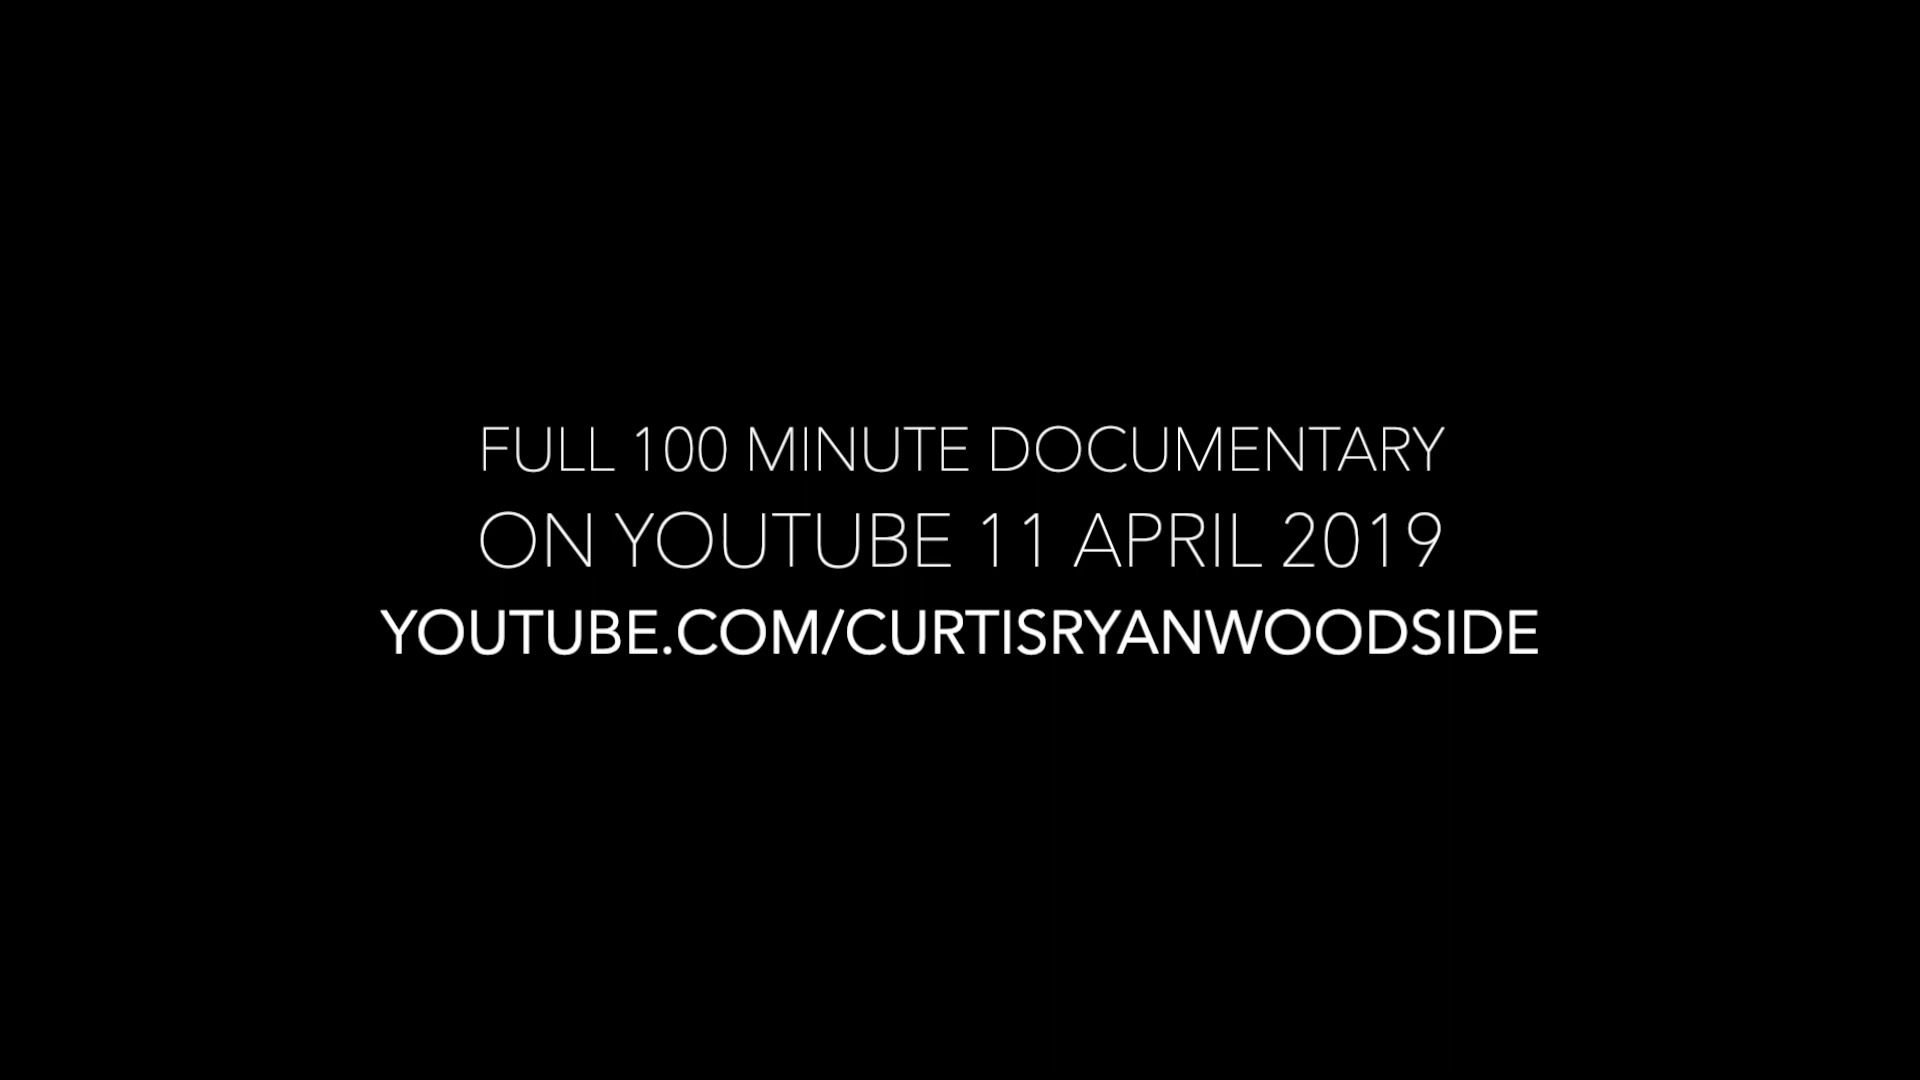 FULL 100 MINUTE DOCUMENTARY
ON YOUTUBE 11 APRIL 2019
YOUTUBE.COM/CURTISRYANWOODSIDE